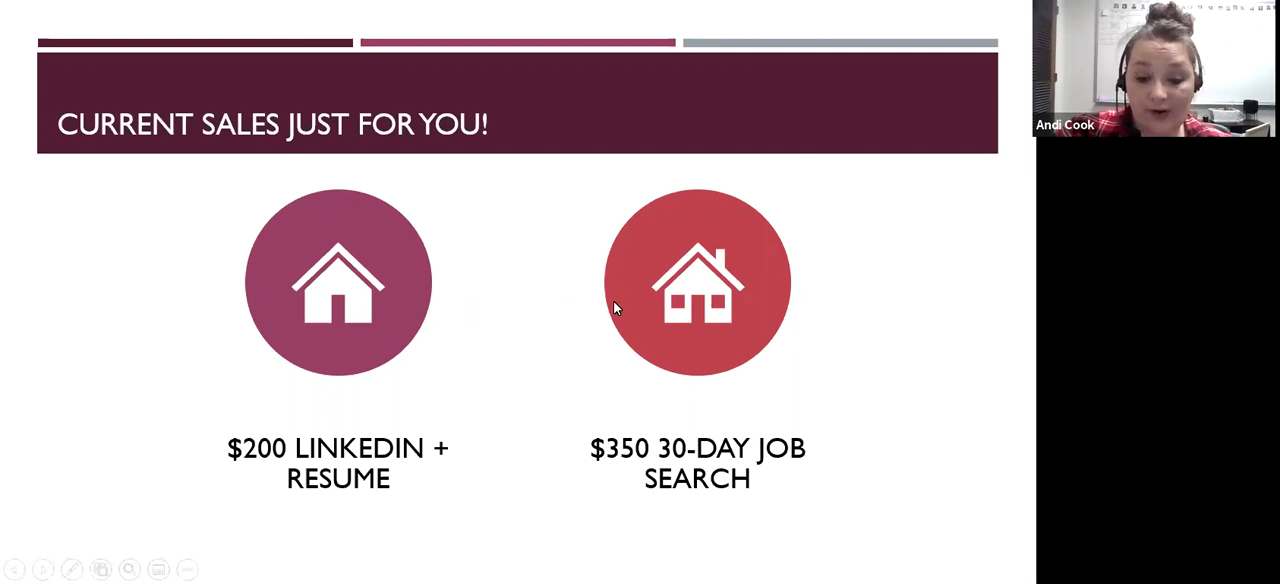 CURRENT SALES JUST FOR YOU!
Andi Cook
$200 LINKEDIN +
RESUME
$350 30-DAY JOB
SEARCH